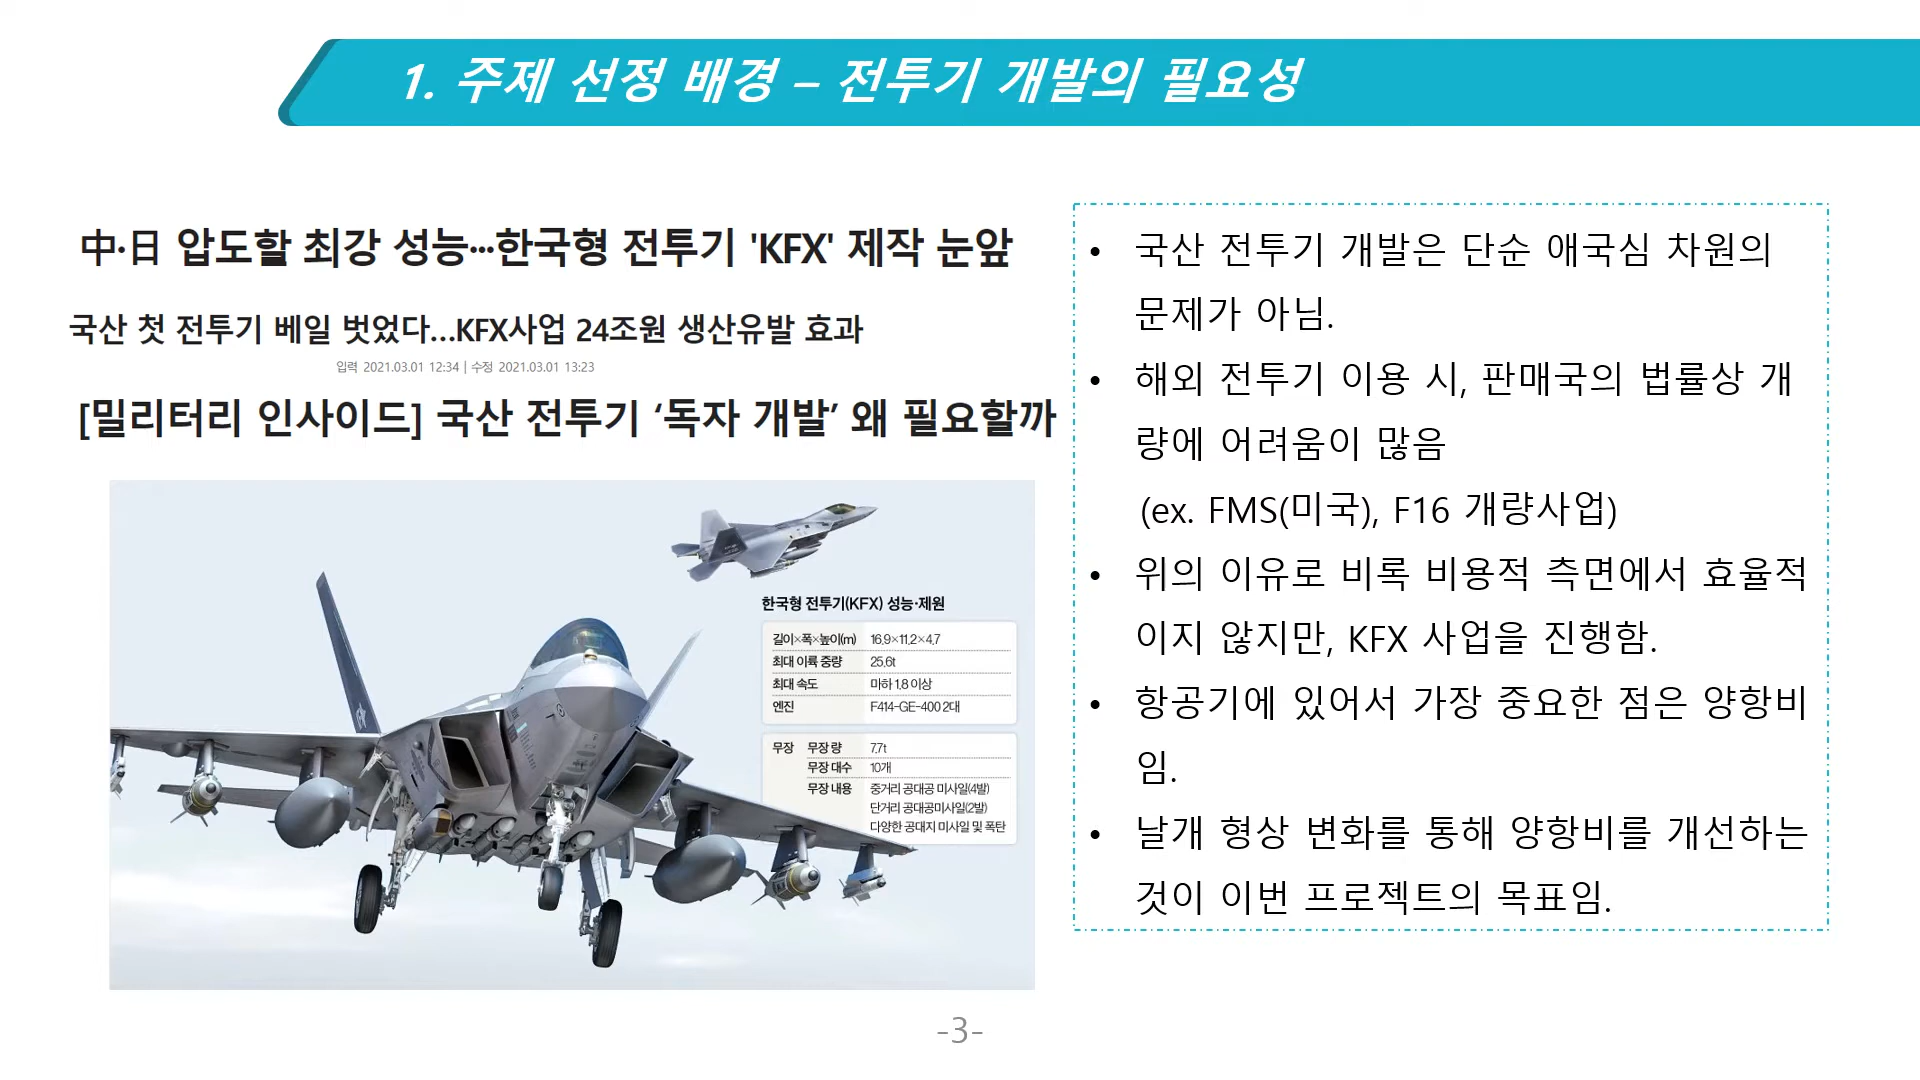 1. 주제 선정 배경 – 전투기 개발의 필요성
中·日 압도할 최강 성능···한국형 전투기 'KFX' 제작 눈앞
국산 첫 전투기 베일 벗었다...KFX사업 24조원 생산유발 효과
입력 2021.03.01 12:34 | 수정 2021.03.01 13:23
[밀리터리 인사이드] 국산 전투기 ‘독자 개발’ 왜 필요할까
한국형 전투기(KFX) 성능·제원
길이×폭×높이(m) 16.9×11.2×4.7
최대 이륙 중량 25.6t
최대 속도 마하 1.8 이상
엔진 F414-GE-400 2대
무장 무장 량 7.7t
무장 대수 10개
무장 내용 중거리 공대공 미사일(4발)
단거리 공대공미사일(2발)
다양한 공대지 미사일 및 폭탄
• 국산 전투기 개발은 단순 애국심 차원의
문제가 아님.
• 해외 전투기 이용 시, 판매국의 법률상 개
량에 어려움이 많음
(ex. FMS(미국), F16 개량사업)
• 위의 이유로 비록 비용적 측면에서 효율적
이지 않지만, KFX 사업을 진행함.
• 항공기에 있어서 가장 중요한 점은 양항비
임.
• 날개 형상 변화를 통해 양항비를 개선하는
것이 이번 프로젝트의 목표임.
-3-